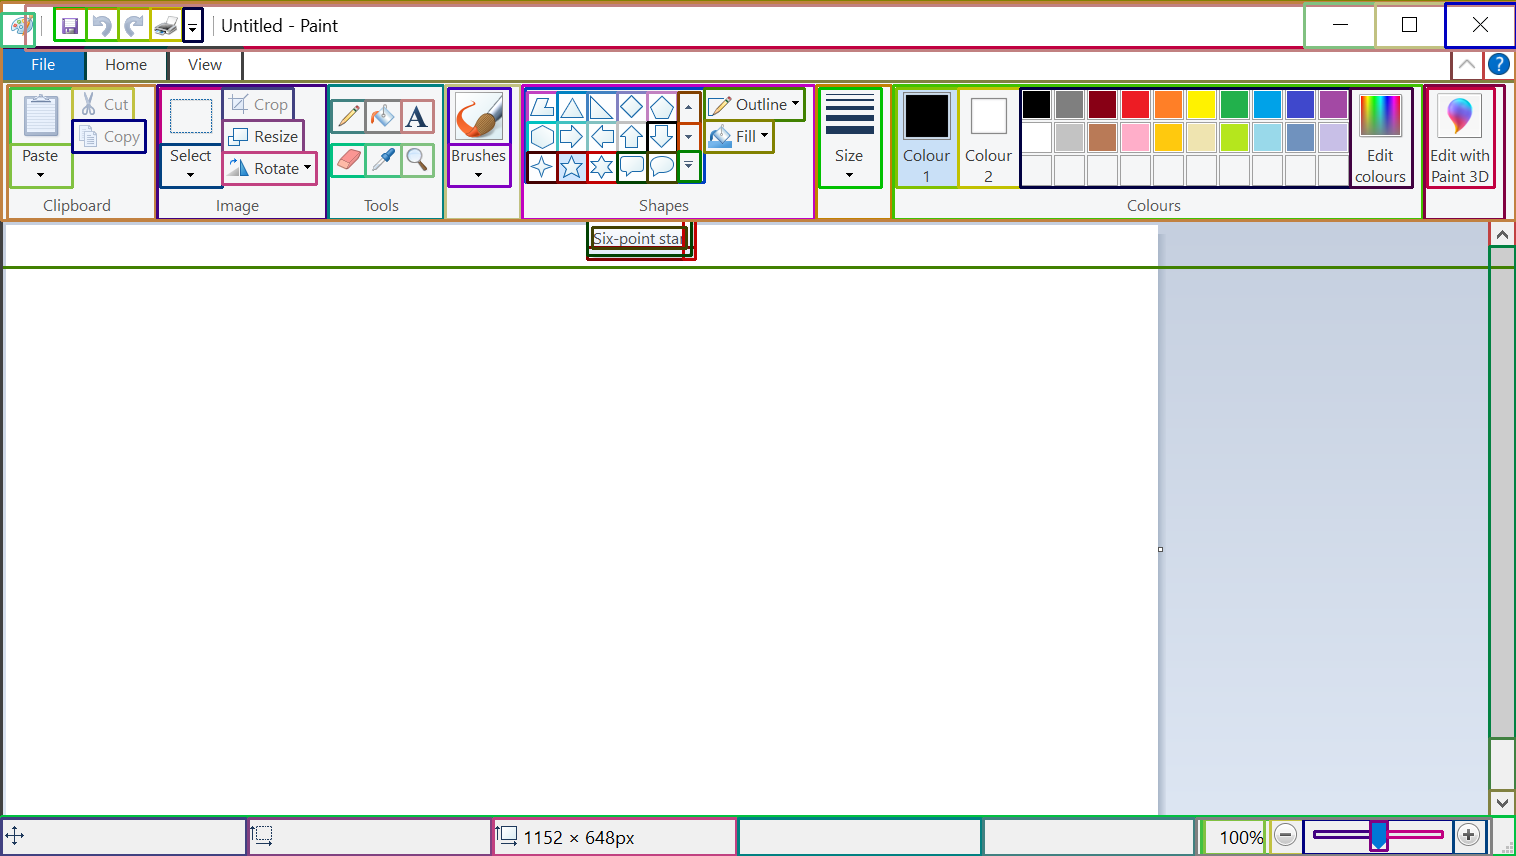 Untitled - Paint
File
Home
View
?
Paste
Cut
Copy
Clipboard
Select
Crop
Resize
Rotate
Image
A
Tools
Brushes
Outline
Fill
Shapes
Size
Colour
1
Colour
2
Edit
colours
Colours
Edit with
Paint 3D
Six-point star
1152 × 648px
100%